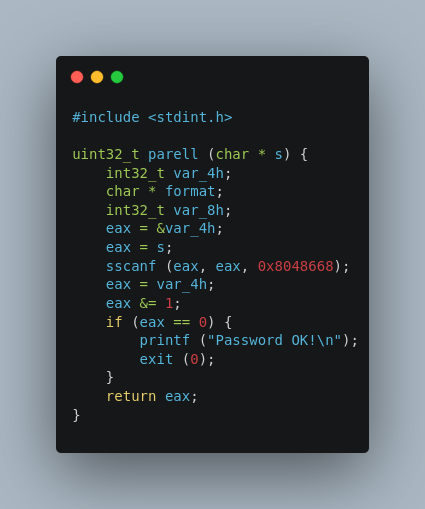 #include <stdint.h>
uint32_t parell (char * s) {
    int32_t var_4h;
    char * format;
    int32_t var_8h;
    eax = &var_4h;
    eax = s;
    sscanf (eax, eax, 0x8048668);
    eax = var_4h;
    eax &= 1;
    if (eax == 0) {
        printf ("Password OK!\n");
        exit (0);
    }
    return eax;
}